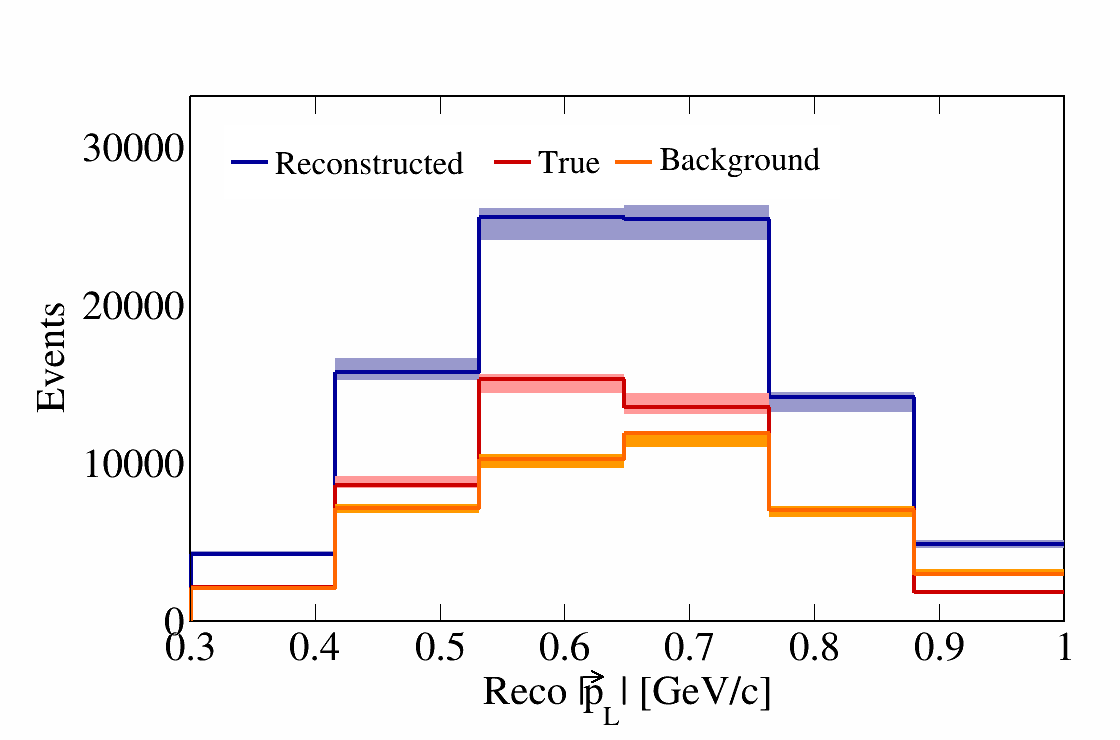 30000
Reconstructed True Background
20000
Events
10000
0
0.3 0.4 0.5 0.6 0.7 0.8 0.9 1
Reco |p⃗_L| [GeV/c]